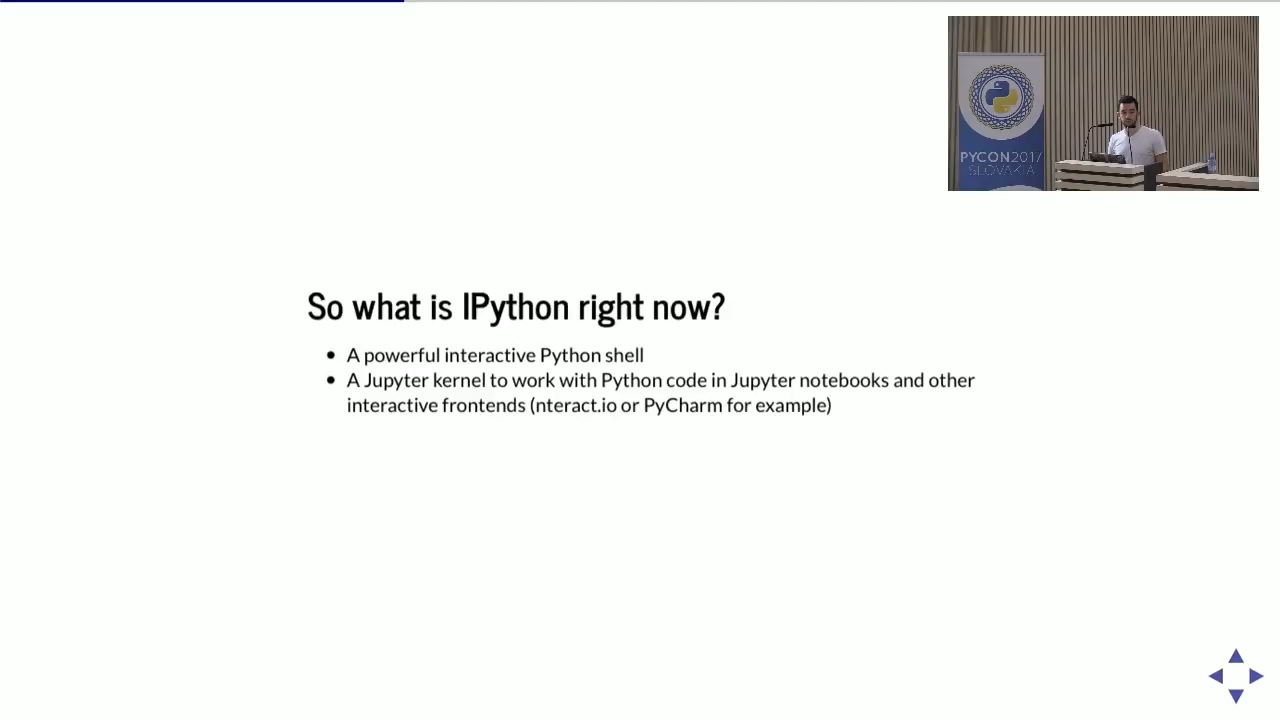 PYCON2017
SLOVAKIA
So what is IPython right now?
• A powerful interactive Python shell
• A Jupyter kernel to work with Python code in Jupyter notebooks and other
interactive frontends (nteract.io or PyCharm for example)